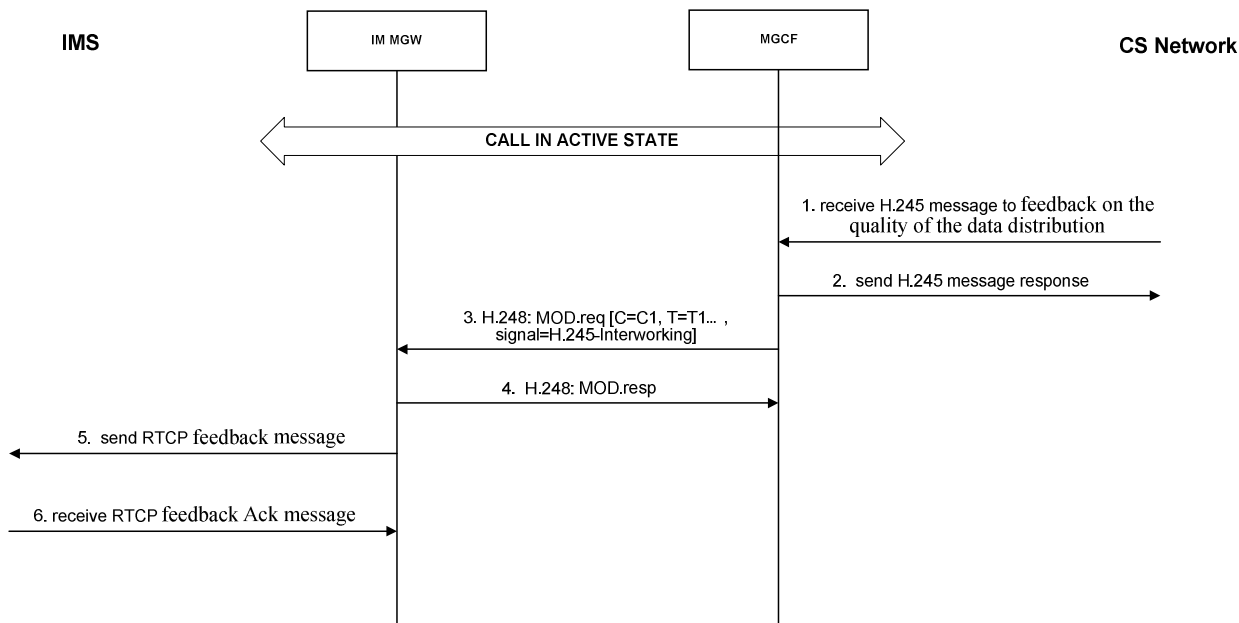 IMS
IM MGW
MGCF
CS Network
CALL IN ACTIVE STATE
1. receive H.245 message to feedback on the
quality of the data distribution
2. send H.245 message response
3. H.248: MOD.req [C=C1, T=T1... ,
signal=H.245-Interworking]
4. H.248: MOD.resp
5. send RTCP feedback message
6. receive RTCP feedback Ack message